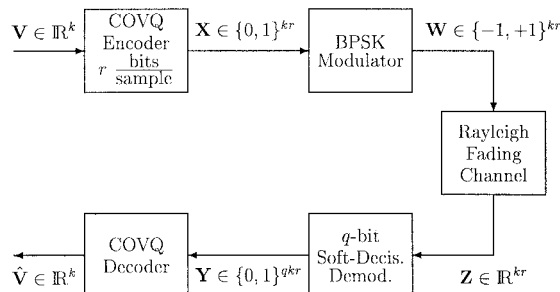 V ∈ ℝ^k
COVQ
Encoder
r bits/sample
X ∈ {0, 1}^{kr}
BPSK
Modulator
W ∈ {−1, +1}^{kr}
Rayleigh
Fading
Channel
V̂ ∈ ℝ^k
COVQ
Decoder
Y ∈ {0, 1}^{qkr}
q-bit
Soft-Decis.
Demod.
Z ∈ ℝ^{kr}